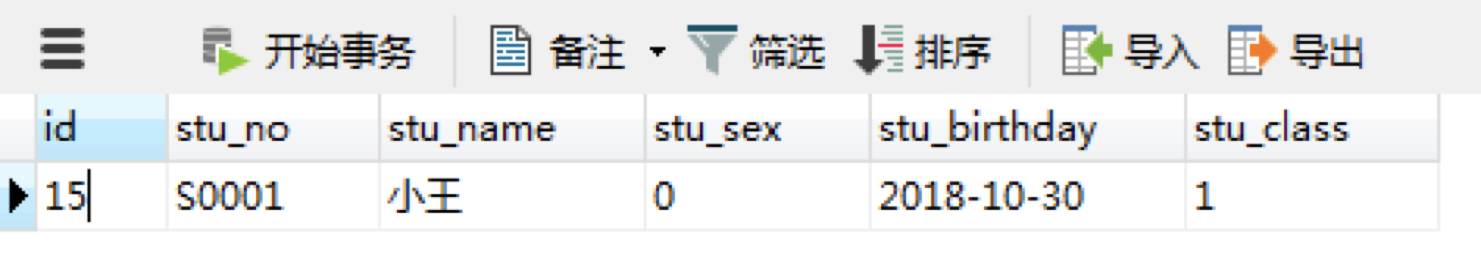 开始事务 备注 筛选 排序 导入 导出
id stu_no stu_name stu_sex stu_birthday stu_class
15 S0001 小王 0 2018-10-30 1